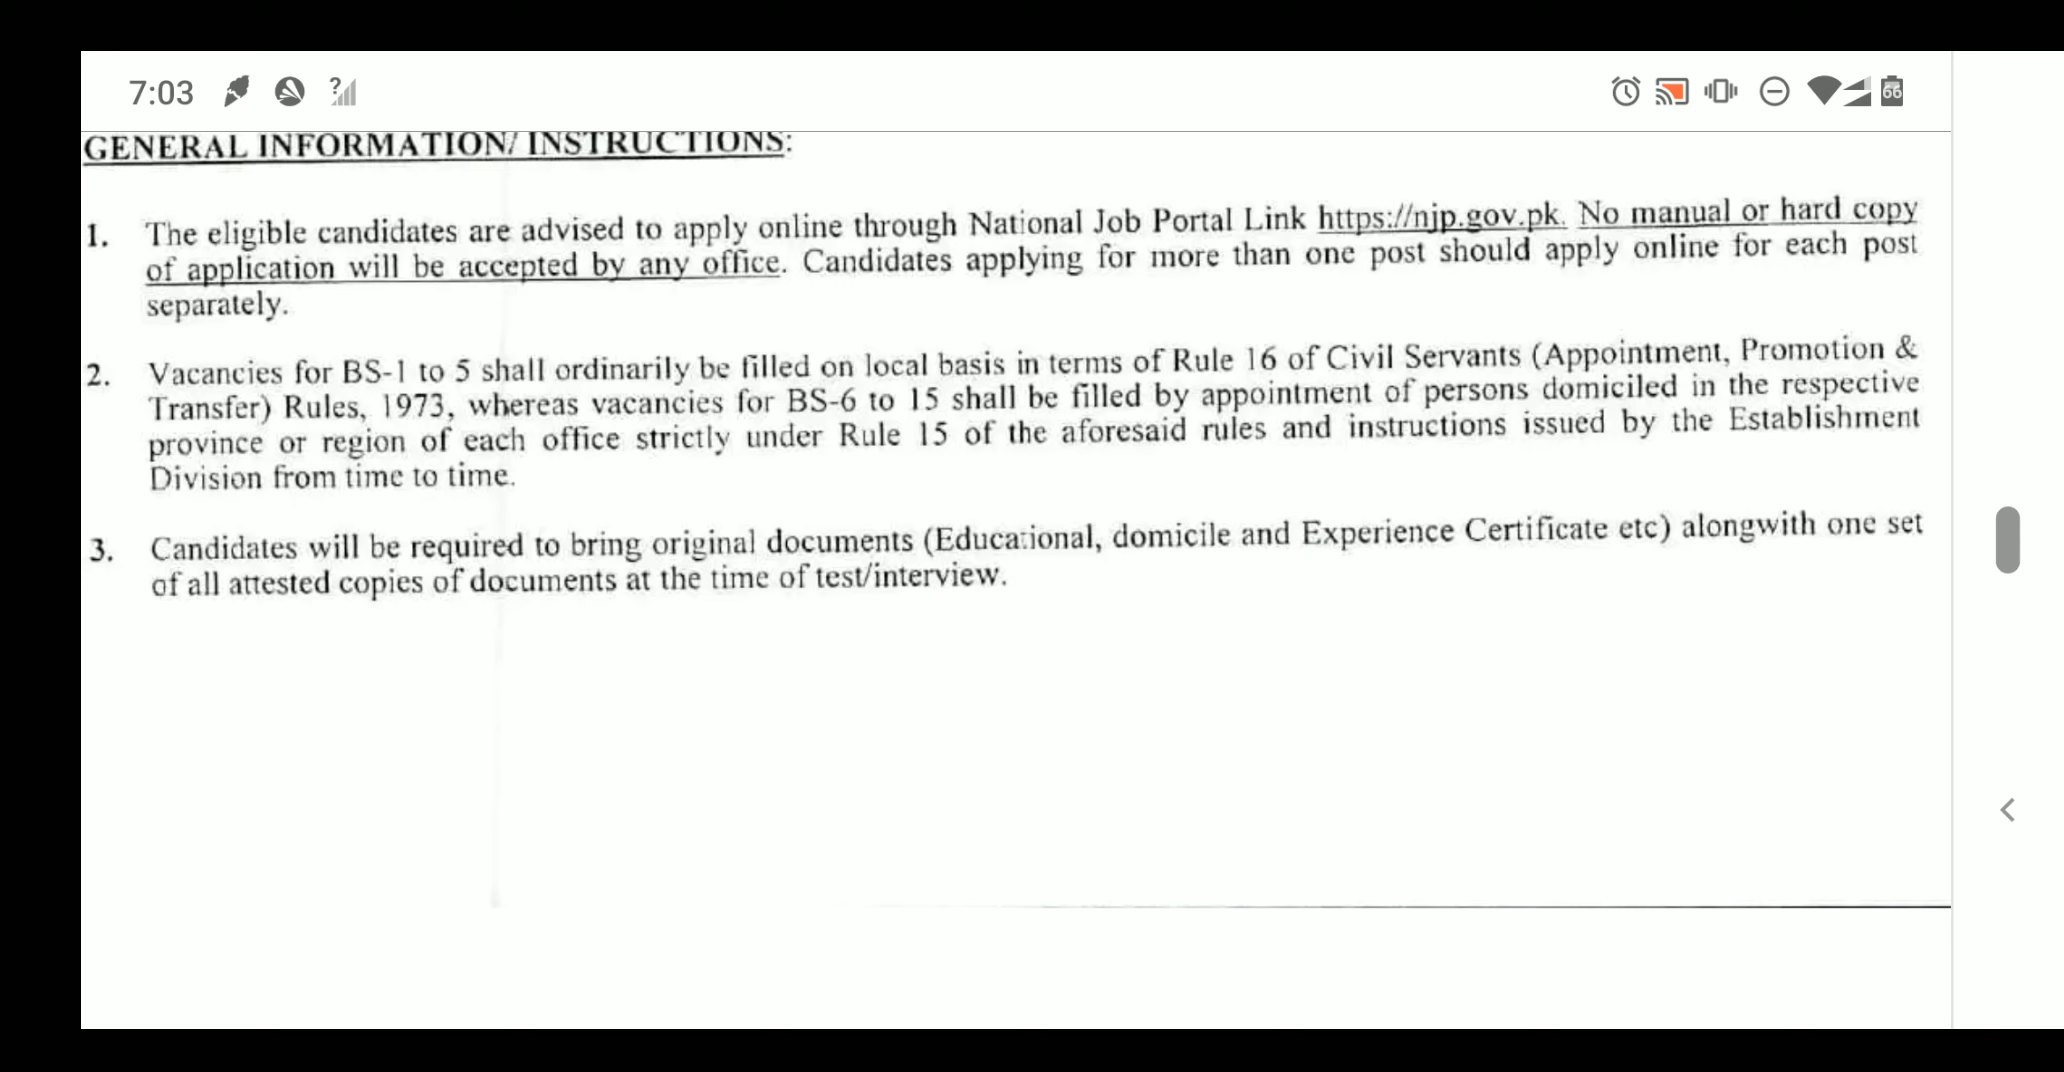 7:03
66
GENERAL INFORMATION/ INSTRUCTIONS:
1. The eligible candidates are advised to apply online through National Job Portal Link https://njp.gov.pk. No manual or hard copy
of application will be accepted by any office. Candidates applying for more than one post should apply online for each post
separately.
2. Vacancies for BS-1 to 5 shall ordinarily be filled on local basis in terms of Rule 16 of Civil Servants (Appointment, Promotion &
Transfer) Rules, 1973, whereas vacancies for BS-6 to 15 shall be filled by appointment of persons domiciled in the respective
province or region of each office strictly under Rule 15 of the aforesaid rules and instructions issued by the Establishment
Division from time to time.
3. Candidates will be required to bring original documents (Educational, domicile and Experience Certificate etc) alongwith one set
of all attested copies of documents at the time of test/interview.